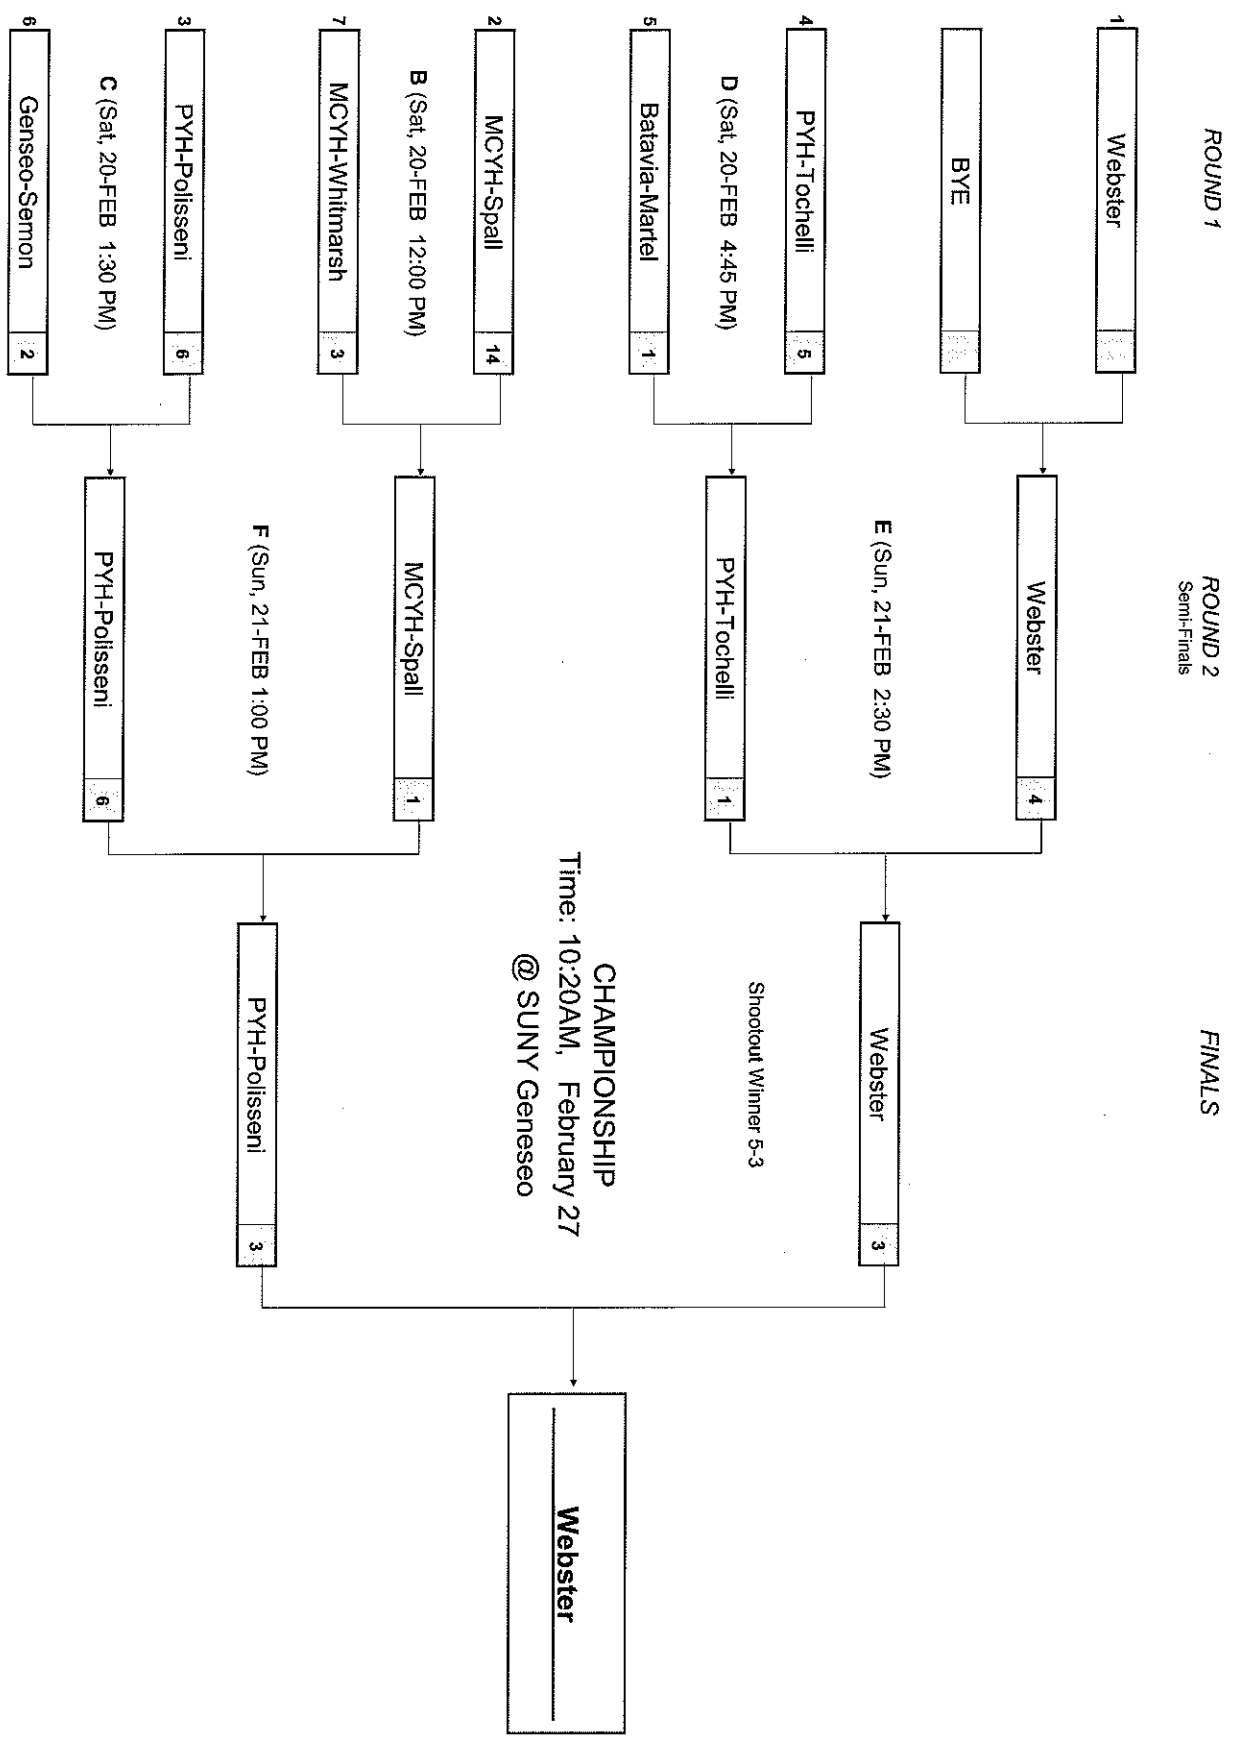 ROUND 1
ROUND 2
Semi-Finals
FINALS
1 Webster
BYE
4 PYH-Tochelli 5
D (Sat, 20-FEB 4:45 PM)
5 Batavia-Martel 1
2 MCYH-Spall 14
B (Sat, 20-FEB 12:00 PM)
7 MCYH-Whitmarsh 3
3 PYH-Polisseni 6
C (Sat, 20-FEB 1:30 PM)
6 Genseo-Semon 2
Webster 4
E (Sun, 21-FEB 2:30 PM)
PYH-Tochelli 1
MCYH-Spall 1
F (Sun, 21-FEB 1:00 PM)
PYH-Polisseni 6
Webster 3
Shootout Winner 5-3
CHAMPIONSHIP
Time: 10:20AM, February 27
@ SUNY Geneseo
PYH-Polisseni 3
Webster